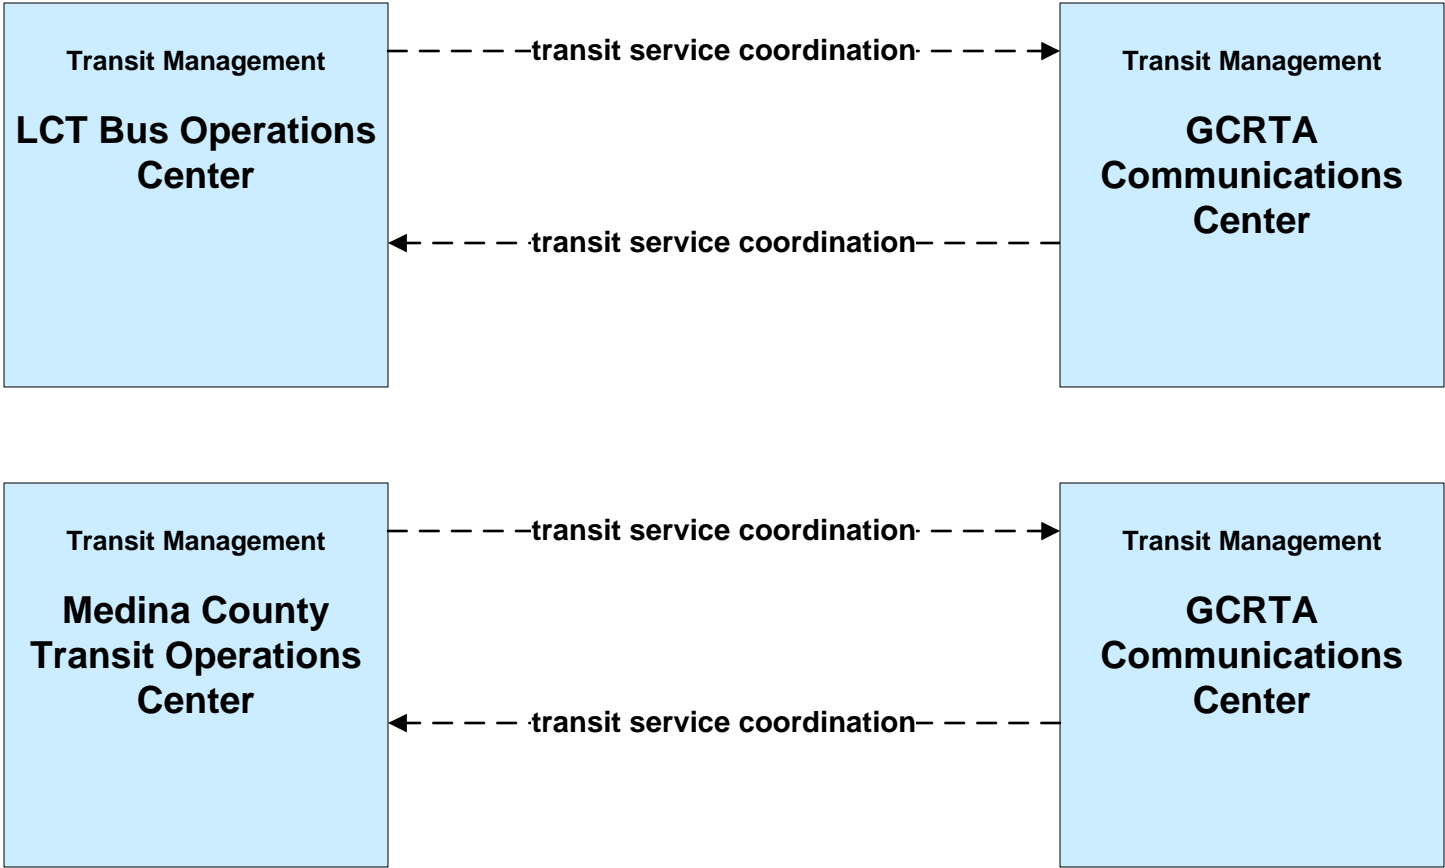 Transit Management
LCT Bus Operations
Center
transit service coordination
transit service coordination
Transit Management
GCRTA
Communications
Center
Transit Management
Medina County
Transit Operations
Center
transit service coordination
transit service coordination
Transit Management
GCRTA
Communications
Center